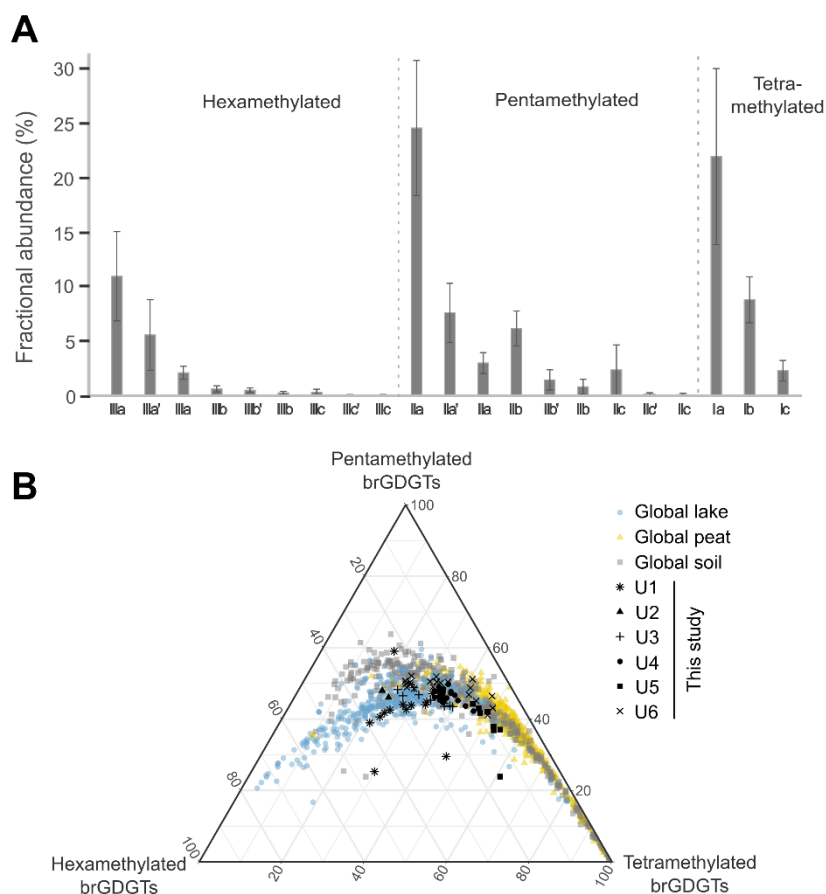 A
Fractional abundance (%)
30
25
20
15
10
5
0
Hexamethylated
Pentamethylated
Tetra-
methylated
IIIa IIIa' IIIa IIIb IIIb' IIIb IIIc IIIc' IIIc IIa IIa' IIa IIb IIb' IIb IIc IIc' IIc Ia Ib Ic
B
Pentamethylated
brGDGTs
100
80
60
40
20
20
40
60
80
100
20
40
60
80
100
Hexamethylated
brGDGTs
Tetramethylated
brGDGTs
Global lake
Global peat
Global soil
U1
U2
U3
U4
U5
U6
This study